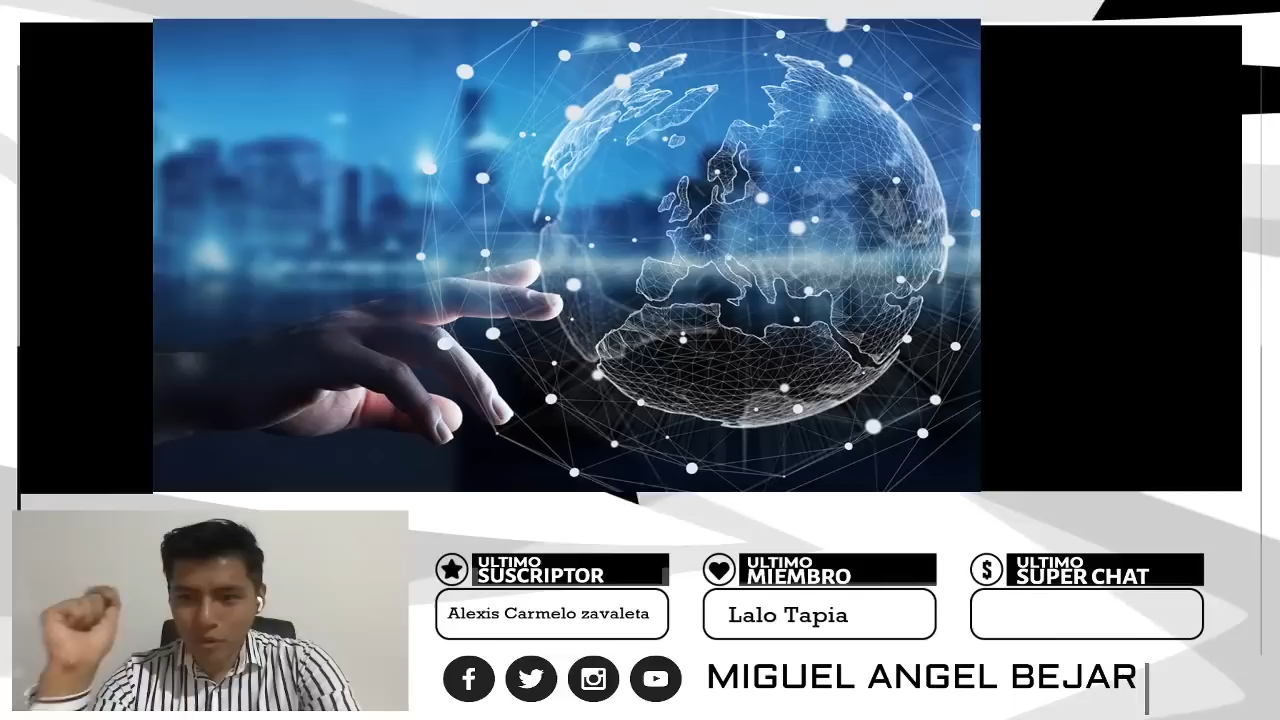 ULTIMO
SUSCRIPTOR
Alexis Carmelo zavaleta
ULTIMO
MIEMBRO
Lalo Tapia
ULTIMO
SUPER CHAT
MIGUEL ANGEL BEJAR